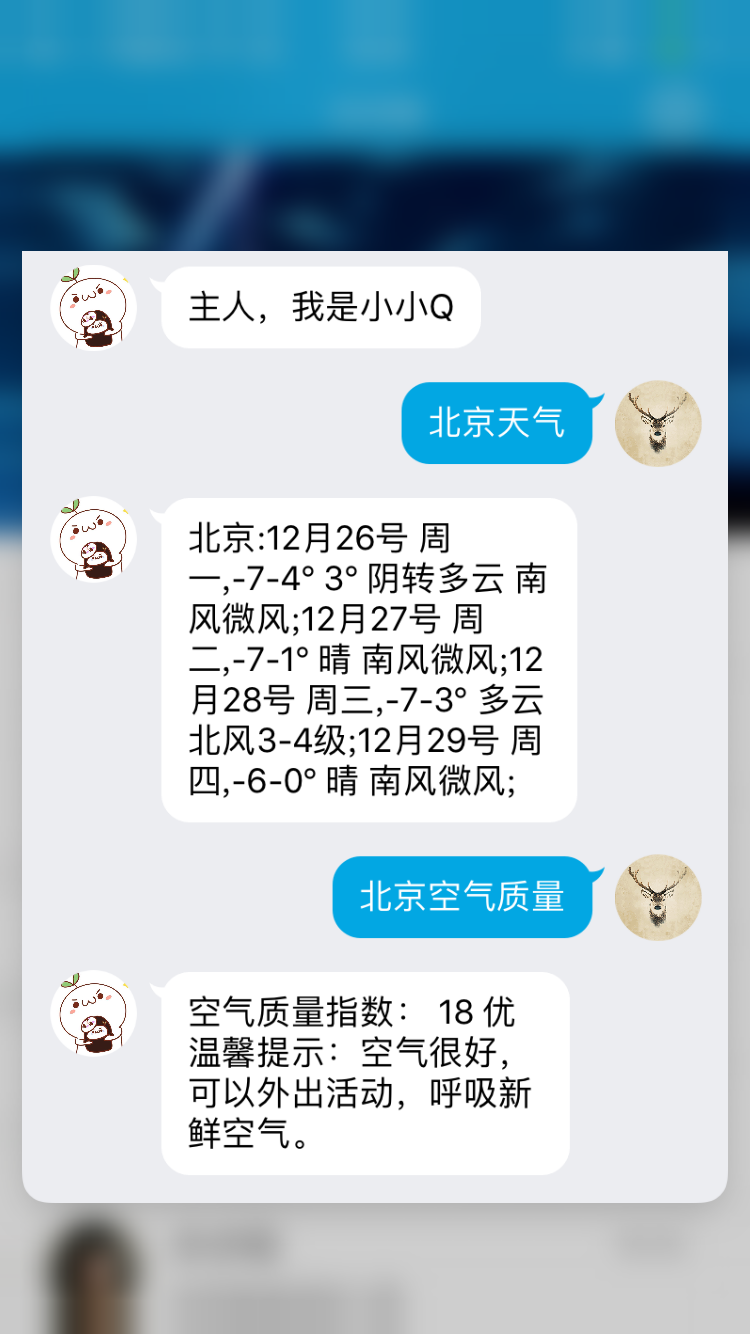 主人，我是小小Q
北京天气
北京:12月26号 周
一,-7-4° 3° 阴转多云 南
风微风;12月27号 周
二,-7-1° 晴 南风微风;12
月28号 周三,-7-3° 多云
北风3-4级;12月29号 周
四,-6-0° 晴 南风微风;
北京空气质量
空气质量指数： 18 优
温馨提示：空气很好，
可以外出活动，呼吸新
鲜空气。